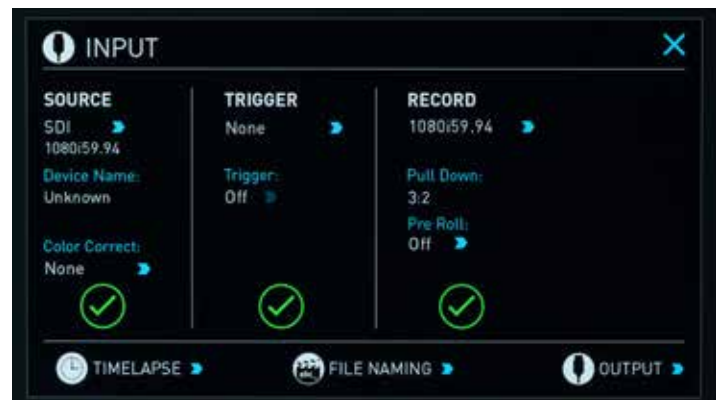 INPUT
SOURCE
SDI
1080i59.94
Device Name:
Unknown
Color Correct:
None
TRIGGER
None
Trigger:
Off
RECORD
1080i59.94
Pull Down:
3:2
Pre Roll:
Off
TIMELAPSE
FILE NAMING
OUTPUT